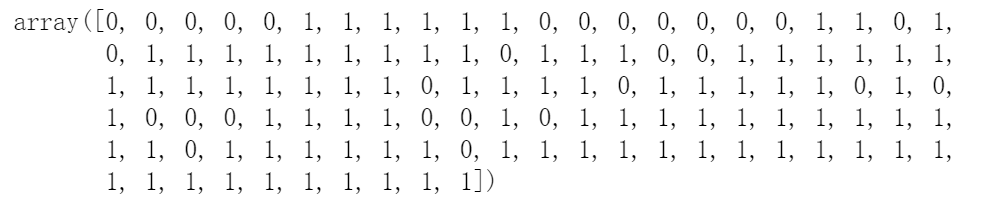 array([0, 0, 0, 0, 0, 1, 1, 1, 1, 1, 1, 0, 0, 0, 0, 0, 0, 0, 1, 1, 0, 1,
0, 1, 1, 1, 1, 1, 1, 1, 1, 1, 0, 1, 1, 1, 0, 0, 1, 1, 1, 1, 1, 1,
1, 1, 1, 1, 1, 1, 1, 1, 0, 1, 1, 1, 1, 0, 1, 1, 1, 1, 1, 0, 1, 0,
1, 0, 0, 0, 1, 1, 1, 1, 0, 0, 1, 0, 1, 1, 1, 1, 1, 1, 1, 1, 1, 1,
1, 1, 0, 1, 1, 1, 1, 1, 1, 0, 1, 1, 1, 1, 1, 1, 1, 1, 1, 1, 1, 1,
1, 1, 1, 1, 1, 1, 1, 1, 1, 1])